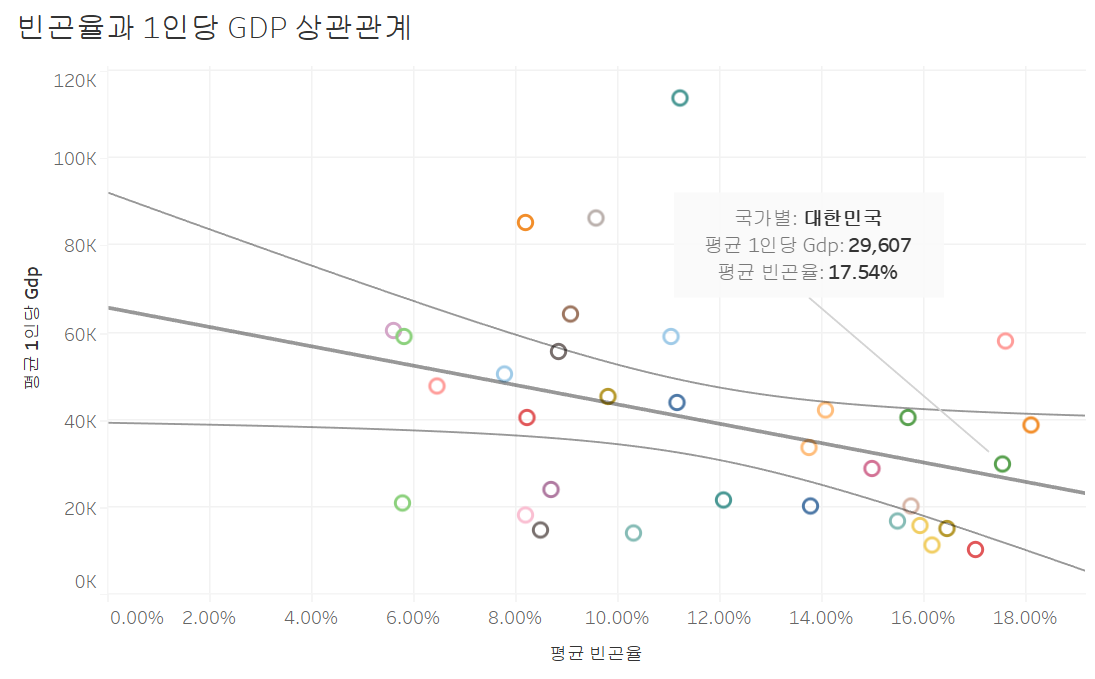 빈곤율과 1인당 GDP 상관관계
120K
100K
80K
60K
40K
20K
0K
평균 1인당 Gdp
국가별: 대한민국
평균 1인당 Gdp: 29,607
평균 빈곤율: 17.54%
0.00% 2.00% 4.00% 6.00% 8.00% 10.00% 12.00% 14.00% 16.00% 18.00%
평균 빈곤율